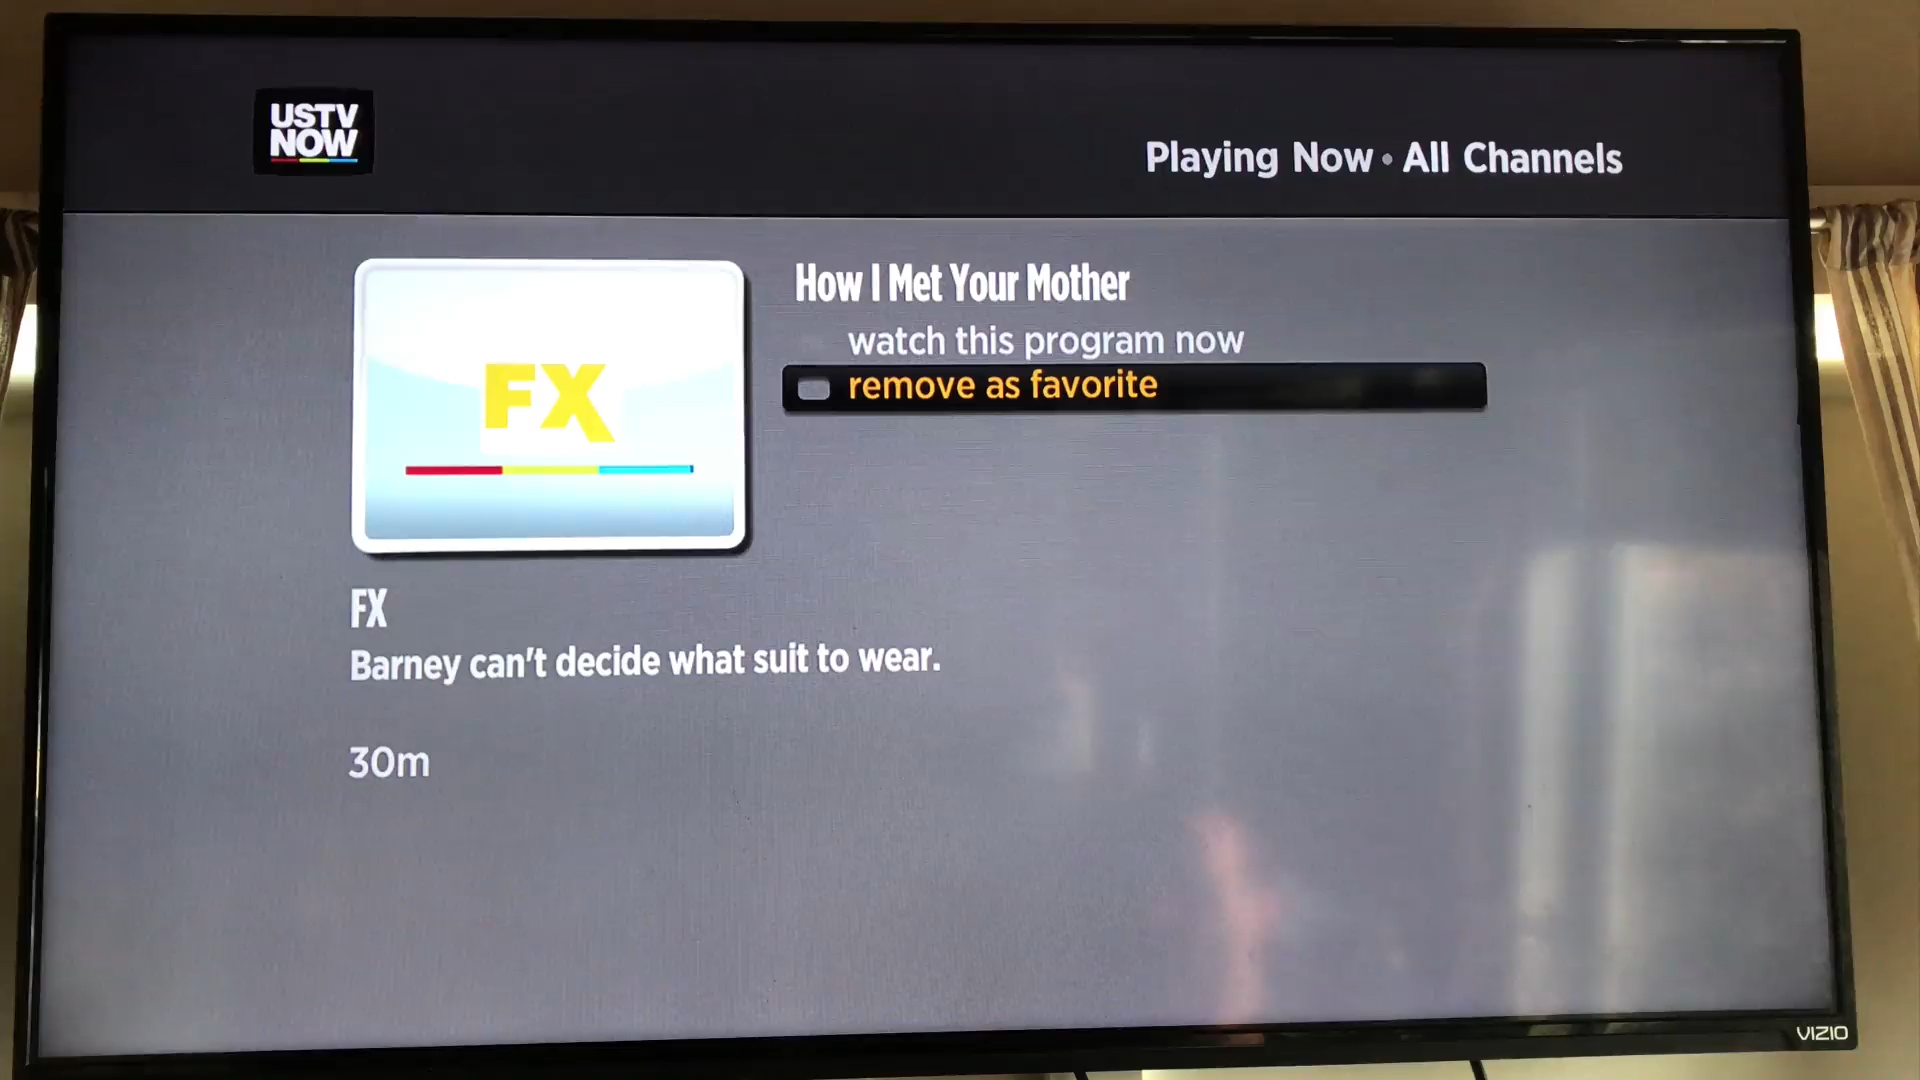 USTV
NOW
Playing Now • All Channels
How I Met Your Mother
watch this program now
remove as favorite
FX
FX
Barney can't decide what suit to wear.
30m
VIZIO